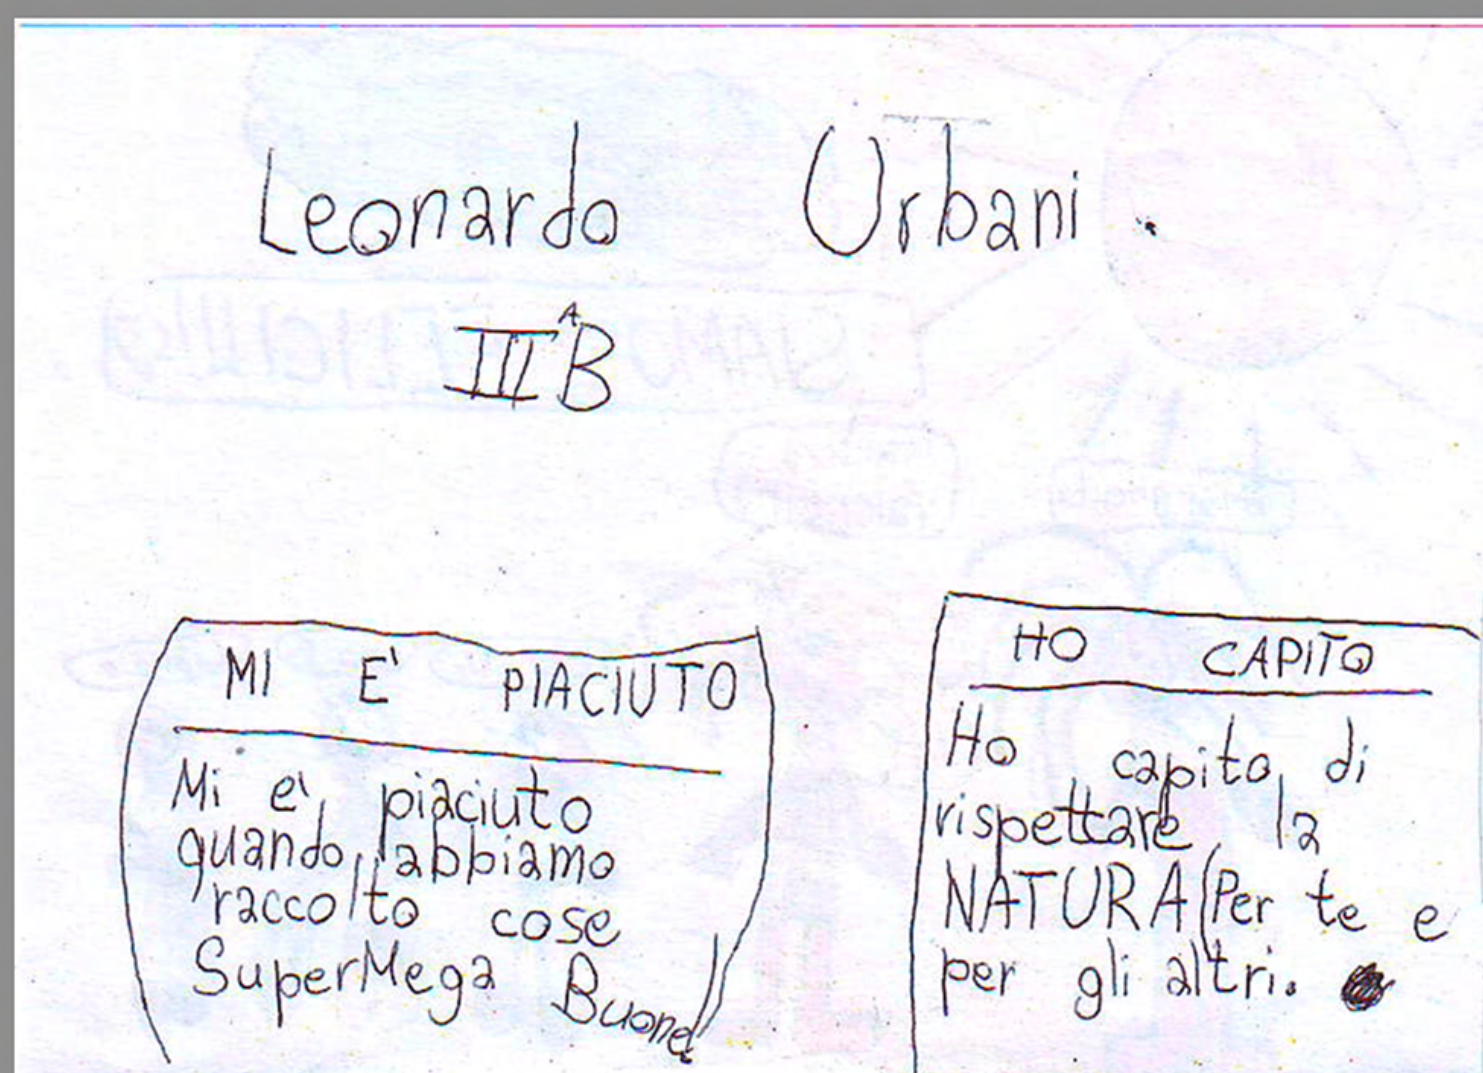 Leonardo Urbani.
IIIᴬB
MI E' PIACIUTO
Mi e' piaciuto
quando abbiamo
raccolto cose
SuperMega Buone!
HO CAPITO
Ho capito di
rispettare la
NATURA Per te e
per gli altri.